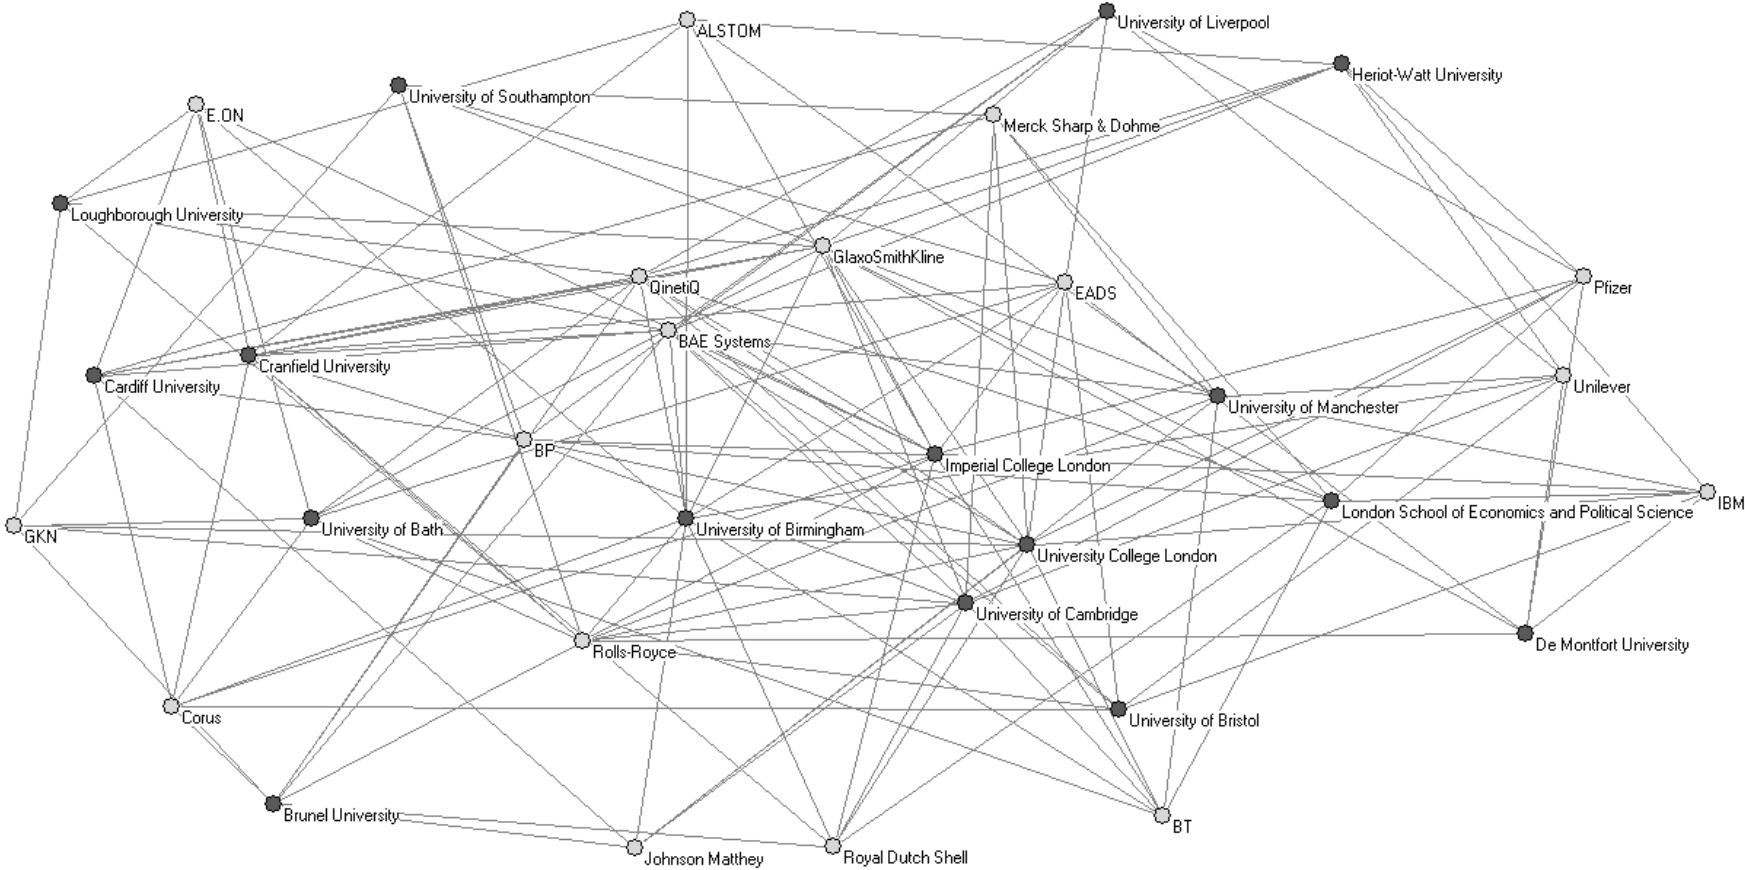 University of Liverpool
ALSTOM
Heriot-Watt University
University of Southampton
E.ON
Merck Sharp & Dohme
Loughborough University
GlaxoSmithKline
QinetiQ
EADS
Pfizer
BAE Systems
Cranfield University
Cardiff University
Unilever
University of Manchester
BP
Imperial College London
IBM
London School of Economics and Political Science
University of Bath
University of Birmingham
GKN
University College London
University of Cambridge
De Montfort University
Rolls-Royce
Corus
University of Bristol
Brunel University
BT
Johnson Matthey
Royal Dutch Shell